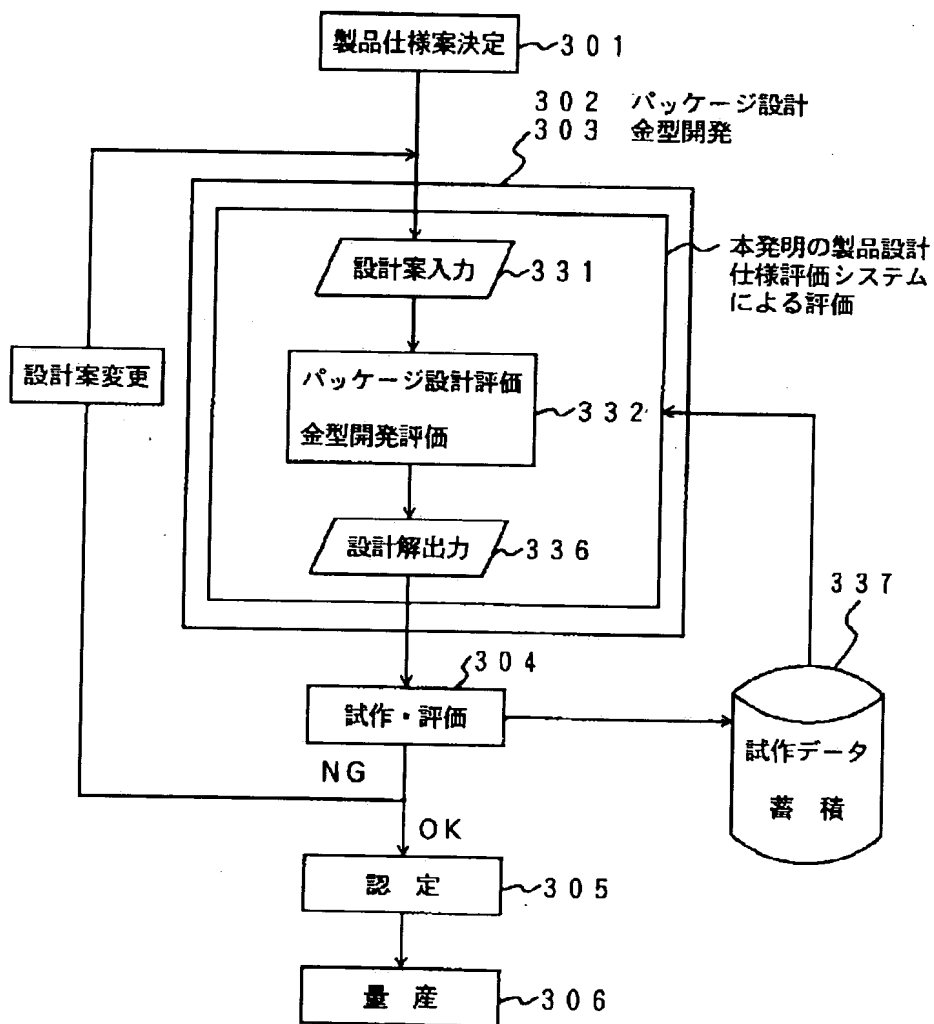 製品仕様案決定 301
302 パッケージ設計
303 金型開発
設計案入力 331
本発明の製品設計
仕様評価システム
による評価
設計案変更
パッケージ設計評価
金型開発評価
332
設計解出力 336
337
304
試作・評価
試作データ
蓄 積
NG
OK
認 定 305
量 産 306